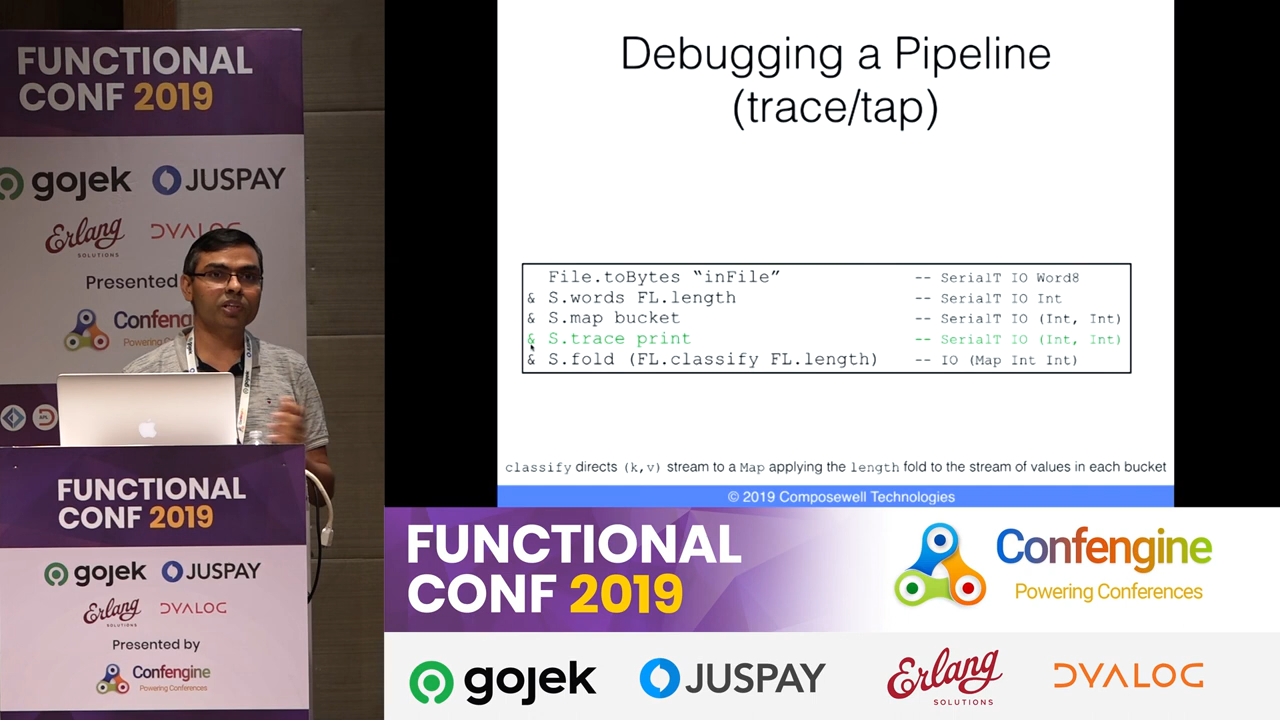 FUNCTIONAL
CONF 2019
gojek
JUSPAY
Erlang
SOLUTIONS
DYALOG
Presented
Confeng
Powering
FUNCTIONAL
CONF 2019
gojek
JUSPAY
Erlang
SOLUTIONS
DYALOG
Presented by
Confengine
Powering Conferences
Debugging a Pipeline
(trace/tap)
File.toBytes “inFile” -- SerialT IO Word8
& S.words FL.length -- SerialT IO Int
& S.map bucket -- SerialT IO (Int, Int)
& S.trace print -- SerialT IO (Int, Int)
& S.fold (FL.classify FL.length) -- IO (Map Int Int)
classify directs (k,v) stream to a Map applying the length fold to the stream of values in each bucket
© 2019 Composewell Technologies
FUNCTIONAL
CONF 2019
Confengine
Powering Conferences
gojek
JUSPAY
Erlang
SOLUTIONS
DYALOG